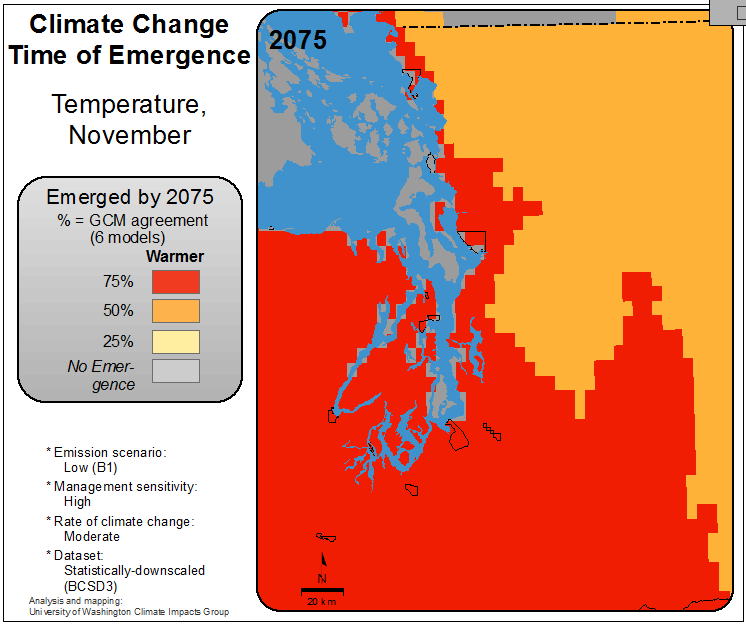 Climate Change
Time of Emergence
2075
Temperature,
November
Emerged by 2075
% = GCM agreement
(6 models)
Warmer
75%
50%
25%
No Emer-
gence
* Emission scenario:
Low (B1)
* Management sensitivity:
High
* Rate of climate change:
Moderate
* Dataset:
Statistically-downscaled
(BCSD3)
Analysis and mapping:
University of Washington Climate Impacts Group
N
20 km